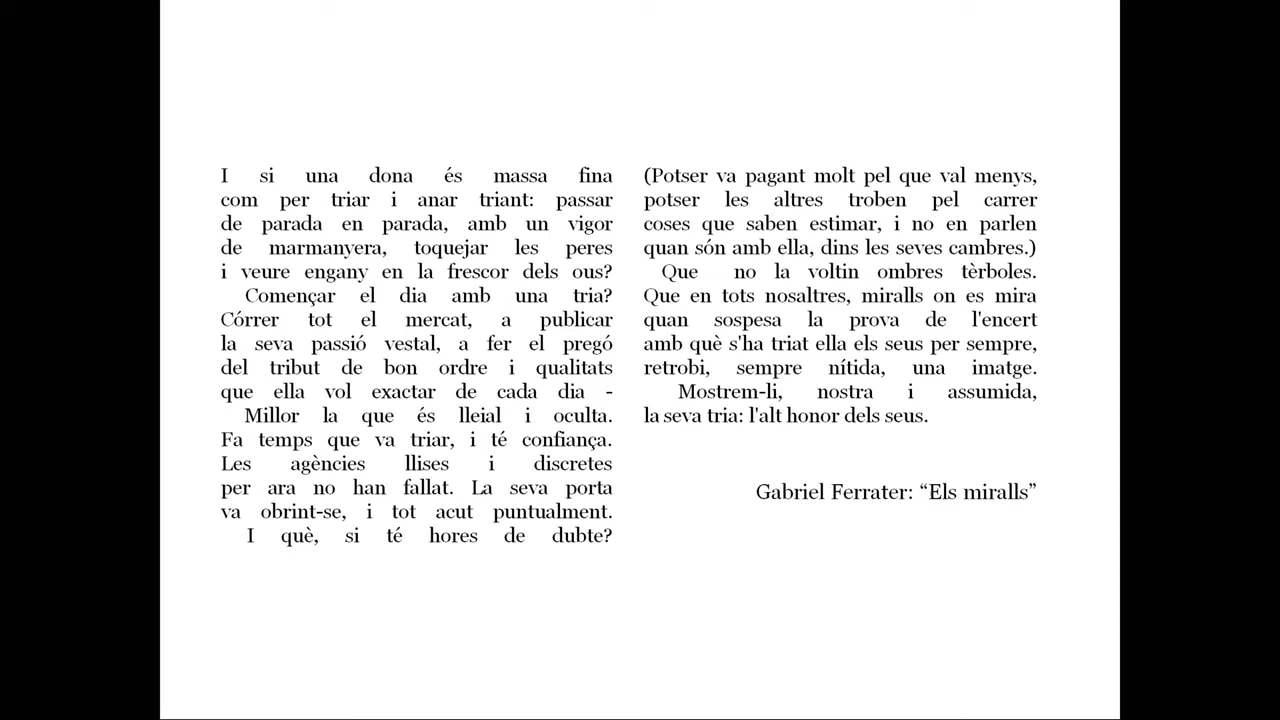 I si una dona és massa fina
com per triar i anar triant: passar
de parada en parada, amb un vigor
de marmanyera, toquejar les peres
i veure engany en la frescor dels ous?
Començar el dia amb una tria?
Córrer tot el mercat, a publicar
la seva passió vestal, a fer el pregó
del tribut de bon ordre i qualitats
que ella vol exactar de cada dia -
Millor la que és lleial i oculta.
Fa temps que va triar, i té confiança.
Les agències llises i discretes
per ara no han fallat. La seva porta
va obrint-se, i tot acut puntualment.
I què, si té hores de dubte?
(Potser va pagant molt pel que val menys,
potser les altres troben pel carrer
coses que saben estimar, i no en parlen
quan són amb ella, dins les seves cambres.)
Que no la voltin ombres tèrboles.
Que en tots nosaltres, miralls on es mira
quan sospesa la prova de l'encert
amb què s'ha triat ella els seus per sempre,
retrobi, sempre nítida, una imatge.
Mostrem-li, nostra i assumida,
la seva tria: l'alt honor dels seus.
Gabriel Ferrater: “Els miralls”